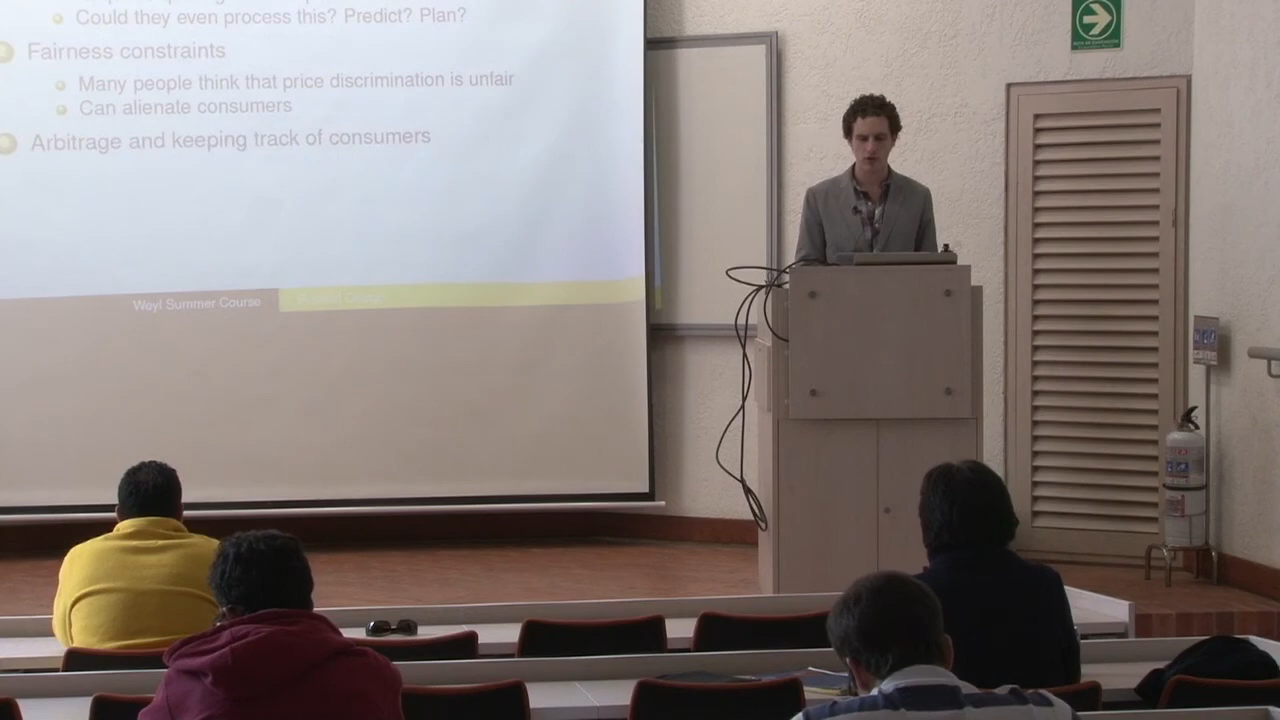 Could they even process this? Predict? Plan?
Fairness constraints
Many people think that price discrimination is unfair
Can alienate consumers
Arbitrage and keeping track of consumers
Weyl Summer Course